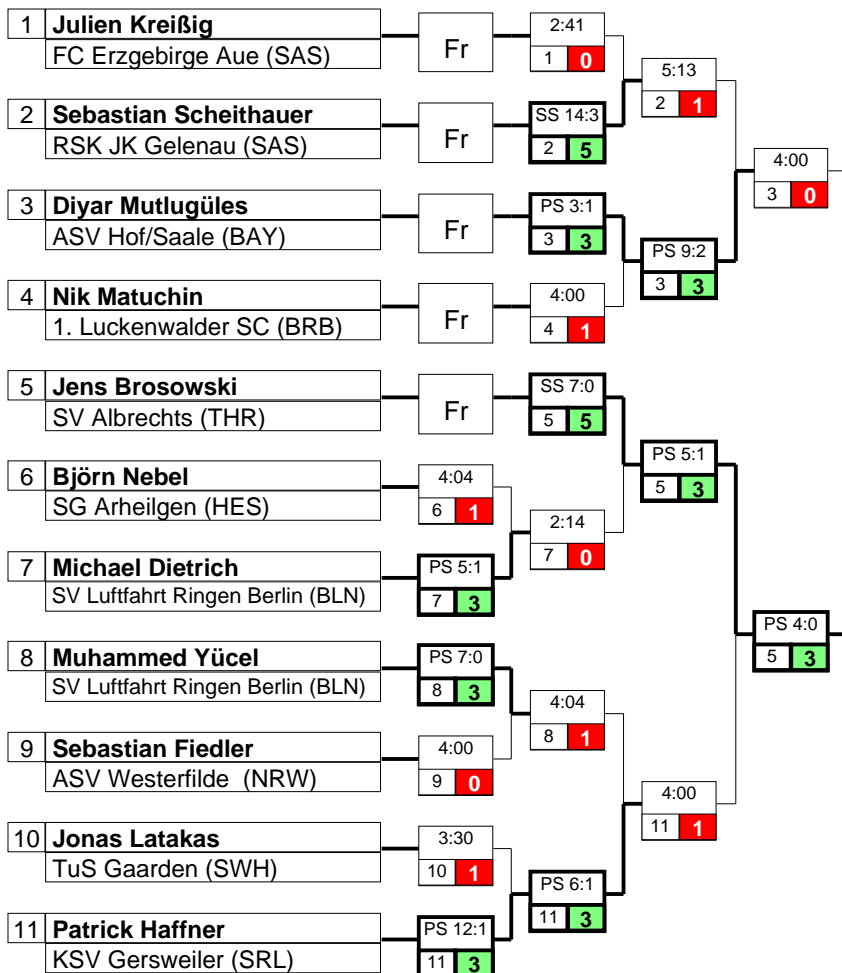 1 Julien Kreißig
FC Erzgebirge Aue (SAS)
Fr
2:41
1 0
5:13
2 1
2 Sebastian Scheithauer
RSK JK Gelenau (SAS)
Fr
SS 14:3
2 5
4:00
3 0
3 Diyar Mutlugüles
ASV Hof/Saale (BAY)
Fr
PS 3:1
3 3
PS 9:2
3 3
4 Nik Matuchin
1. Luckenwalder SC (BRB)
Fr
4:00
4 1
5 Jens Brosowski
SV Albrechts (THR)
Fr
SS 7:0
5 5
PS 5:1
5 3
6 Björn Nebel
SG Arheilgen (HES)
4:04
6 1
2:14
7 0
7 Michael Dietrich
SV Luftfahrt Ringen Berlin (BLN)
PS 5:1
7 3
PS 4:0
5 3
8 Muhammed Yücel
SV Luftfahrt Ringen Berlin (BLN)
PS 7:0
8 3
4:04
8 1
9 Sebastian Fiedler
ASV Westerfilde (NRW)
4:00
9 0
4:00
11 1
10 Jonas Latakas
TuS Gaarden (SWH)
3:30
10 1
PS 6:1
11 3
11 Patrick Haffner
KSV Gersweiler (SRL)
PS 12:1
11 3